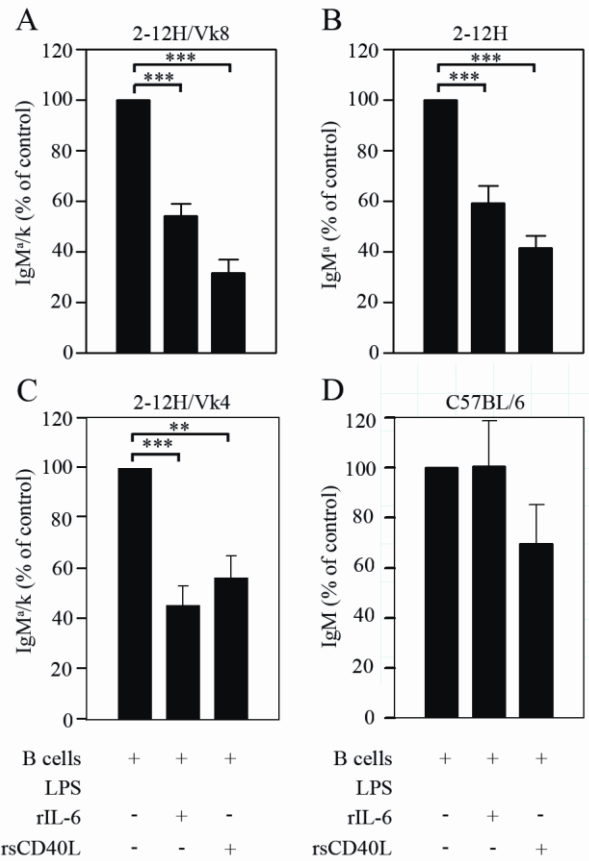 A
2-12H/Vk8
***
***
120
100
80
60
40
20
0
IgMᵃ/k (% of control)
B
2-12H
***
***
120
100
80
60
40
20
0
IgMᵃ (% of control)
C
2-12H/Vk4
**
***
120
100
80
60
40
20
0
IgMᵃ/k (% of control)
D
C57BL/6
120
100
80
60
40
20
0
IgM (% of control)
B cells + + + B cells + + +
LPS LPS
rIL-6 - + - rIL-6 - + -
rsCD40L - - + rsCD40L - - +